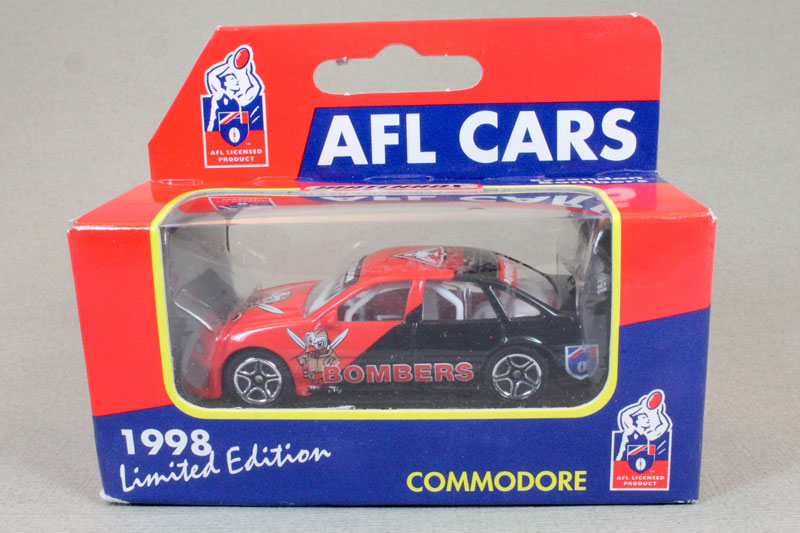 AFL LICENSED
PRODUCT
AFL CARS
BOMBERS
1998
Limited Edition
COMMODORE
AFL LICENSED
PRODUCT